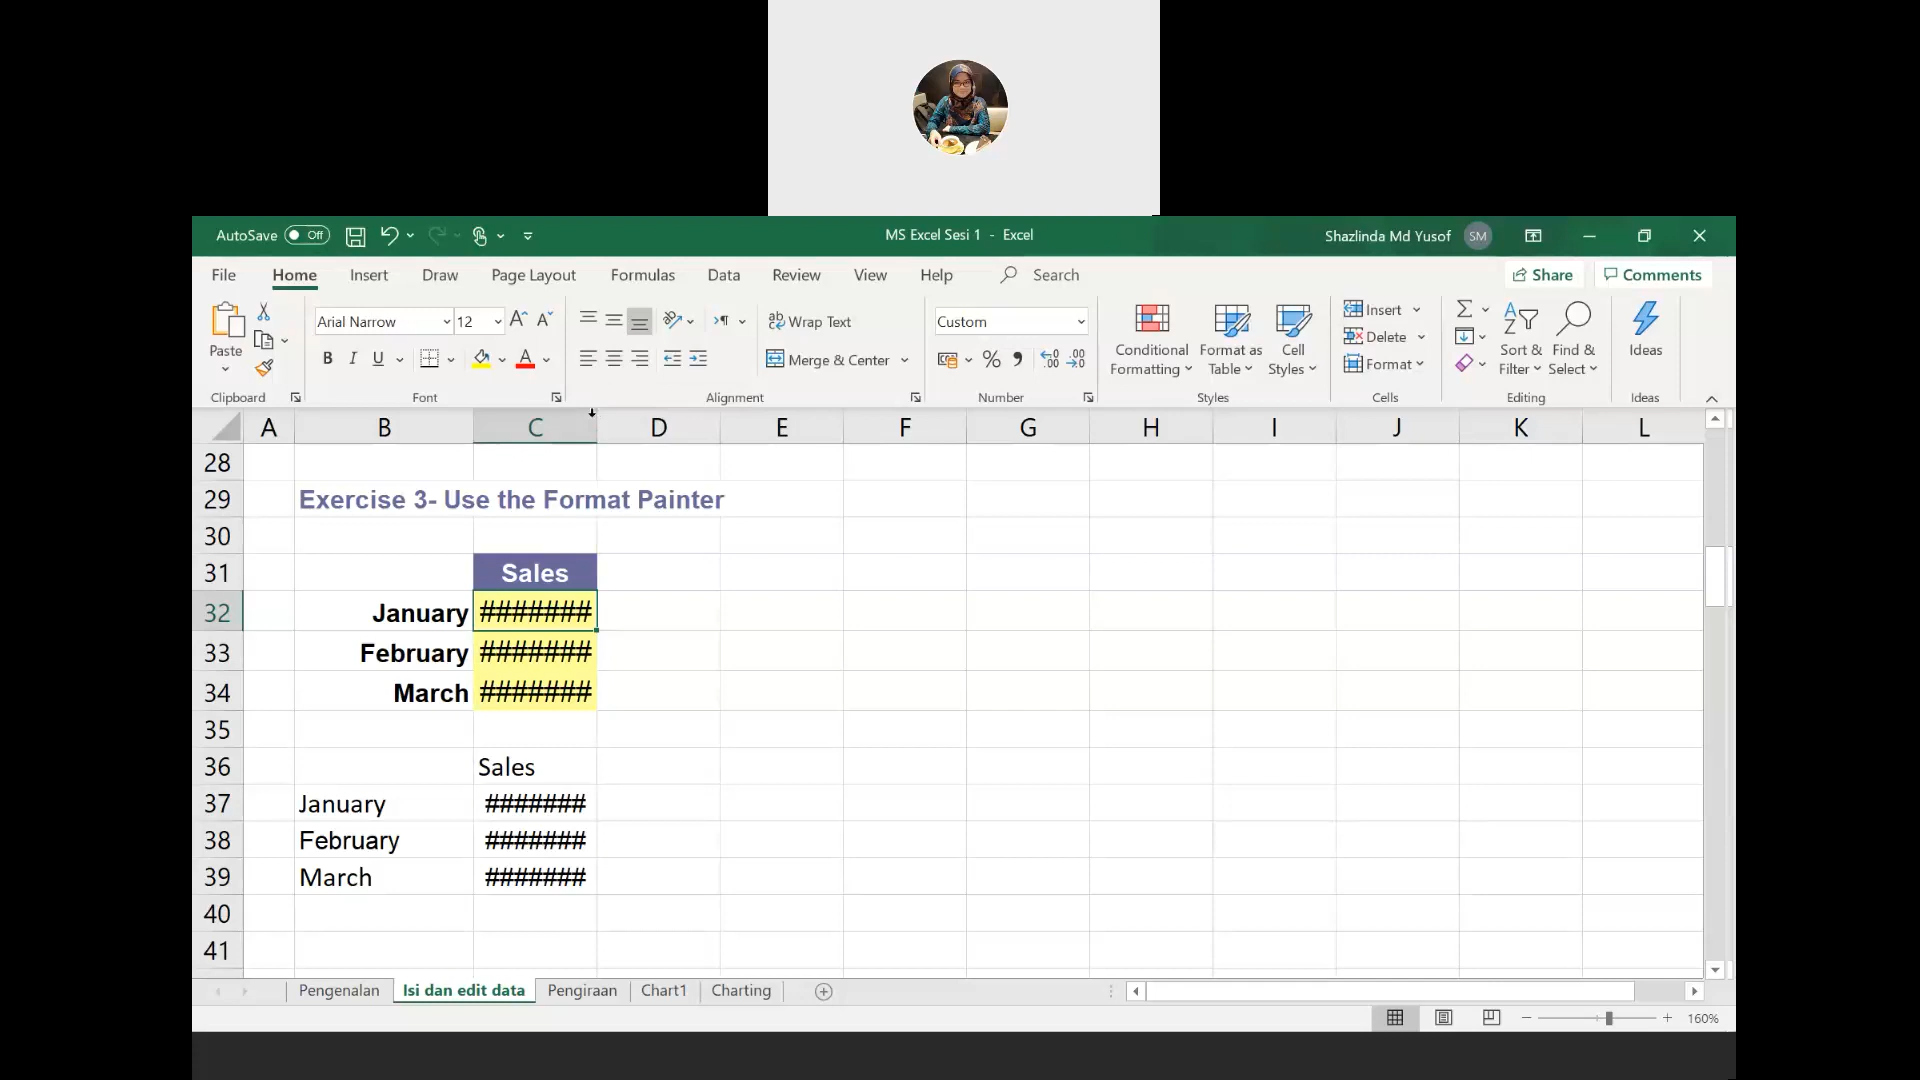 AutoSave Off
MS Excel Sesi 1 - Excel
Shazlinda Md Yusof SM
File Home Insert Draw Page Layout Formulas Data Review View Help Search
Share Comments
Paste
Clipboard
Arial Narrow 12
B I U A
Font
Wrap Text
Merge & Center
Alignment
Custom
Number
Conditional Formatting
Format as Table
Cell Styles
Styles
Insert
Delete
Format
Cells
Sort & Filter
Find & Select
Editing
Ideas
Ideas
A B C D E F G H I J K L
28
29 Exercise 3- Use the Format Painter
30
31 Sales
32 January #######
33 February #######
34 March #######
35
36 Sales
37 January #######
38 February #######
39 March #######
40
41
Pengenalan Isi dan edit data Pengiraan Chart1 Charting
160%